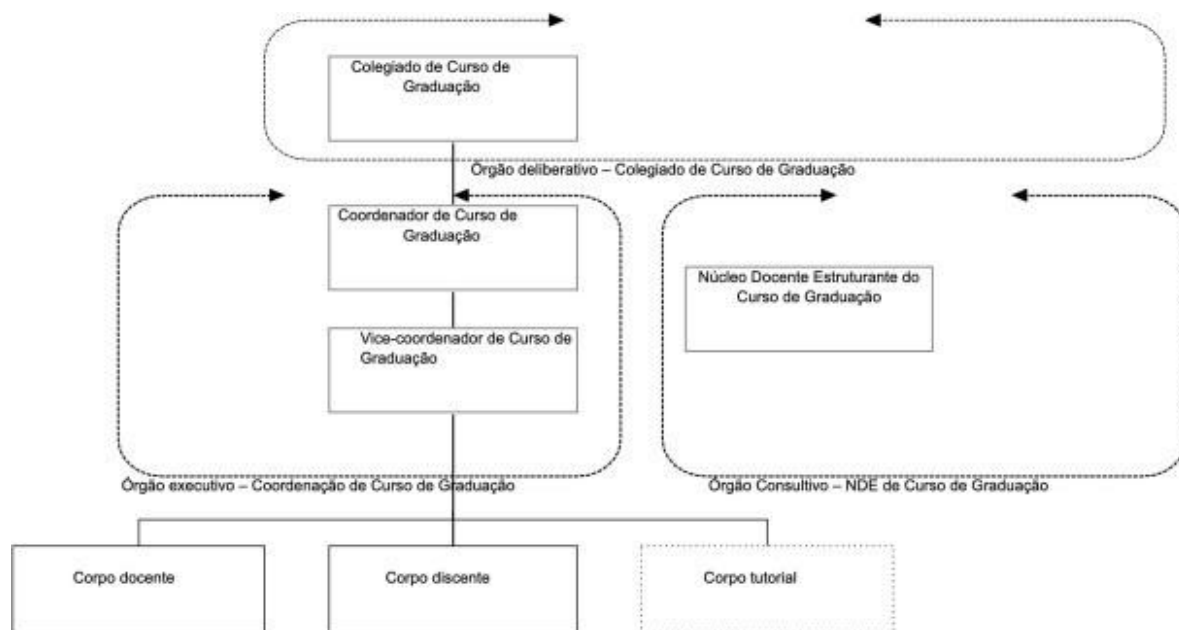 Colegiado de Curso de
Graduação
Órgão deliberativo – Colegiado de Curso de Graduação
Coordenador de Curso de
Graduação
Núcleo Docente Estruturante do
Curso de Graduação
Vice-coordenador de Curso de
Graduação
Órgão executivo – Coordenação de Curso de Graduação
Órgão Consultivo – NDE de Curso de Graduação
Corpo docente
Corpo discente
Corpo tutorial